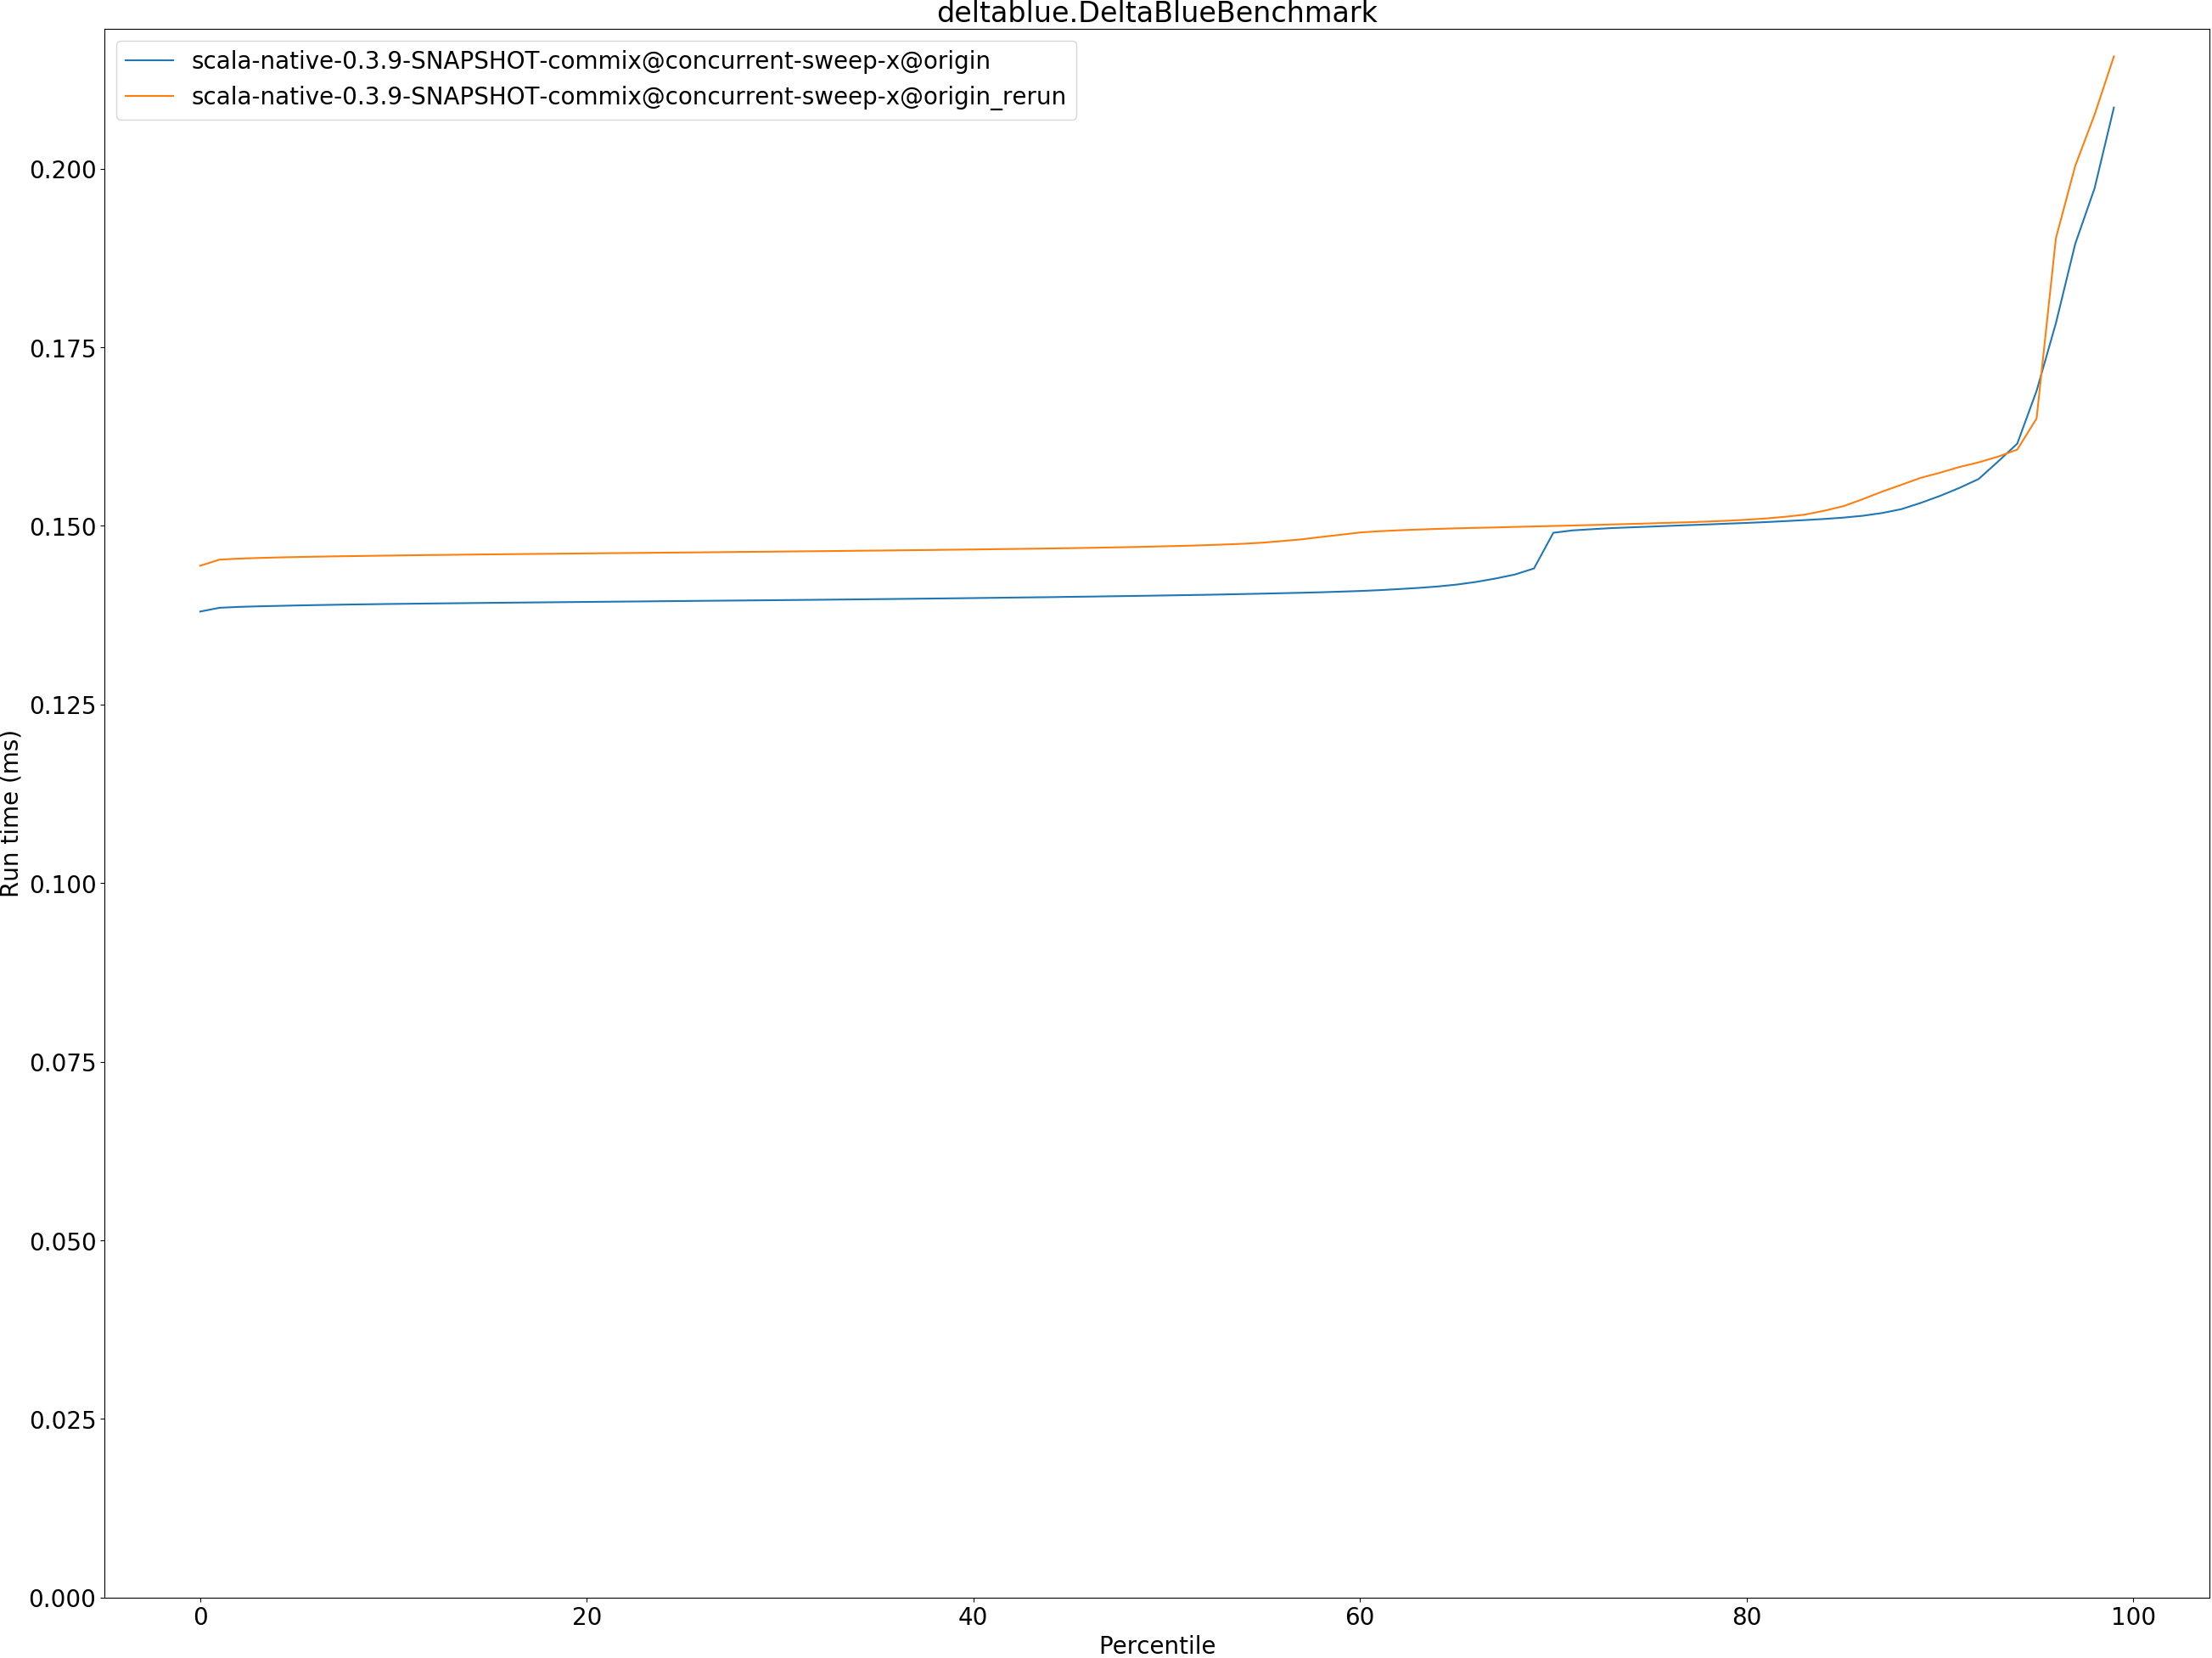 deltablue.DeltaBlueBenchmark
scala-native-0.3.9-SNAPSHOT-commix@concurrent-sweep-x@origin
scala-native-0.3.9-SNAPSHOT-commix@concurrent-sweep-x@origin_rerun
0.200
0.175
0.150
0.125
0.100
0.075
0.050
0.025
0.000
Run time (ms)
0 20 40 60 80 100
Percentile